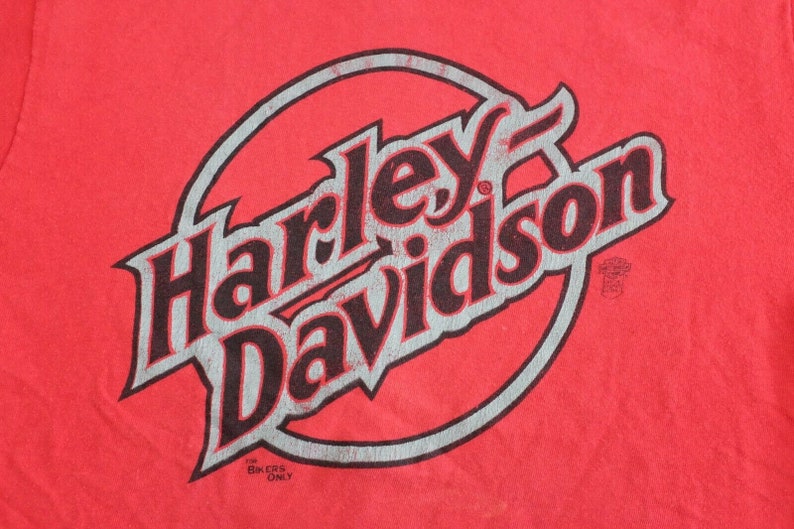 Harley-
Davidson
®
FOR
BIKERS
ONLY